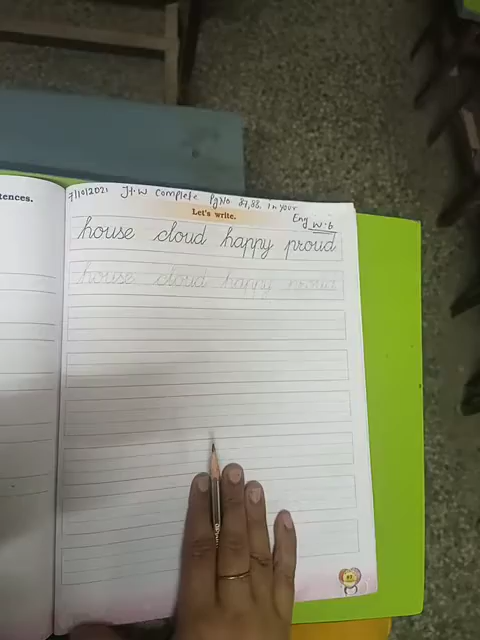 tences.
7/10/2021 H.W Complete Pg No. 87,88. In your
Eng W.b
Let's write.
house cloud happy proud
house cloud happy proud
87